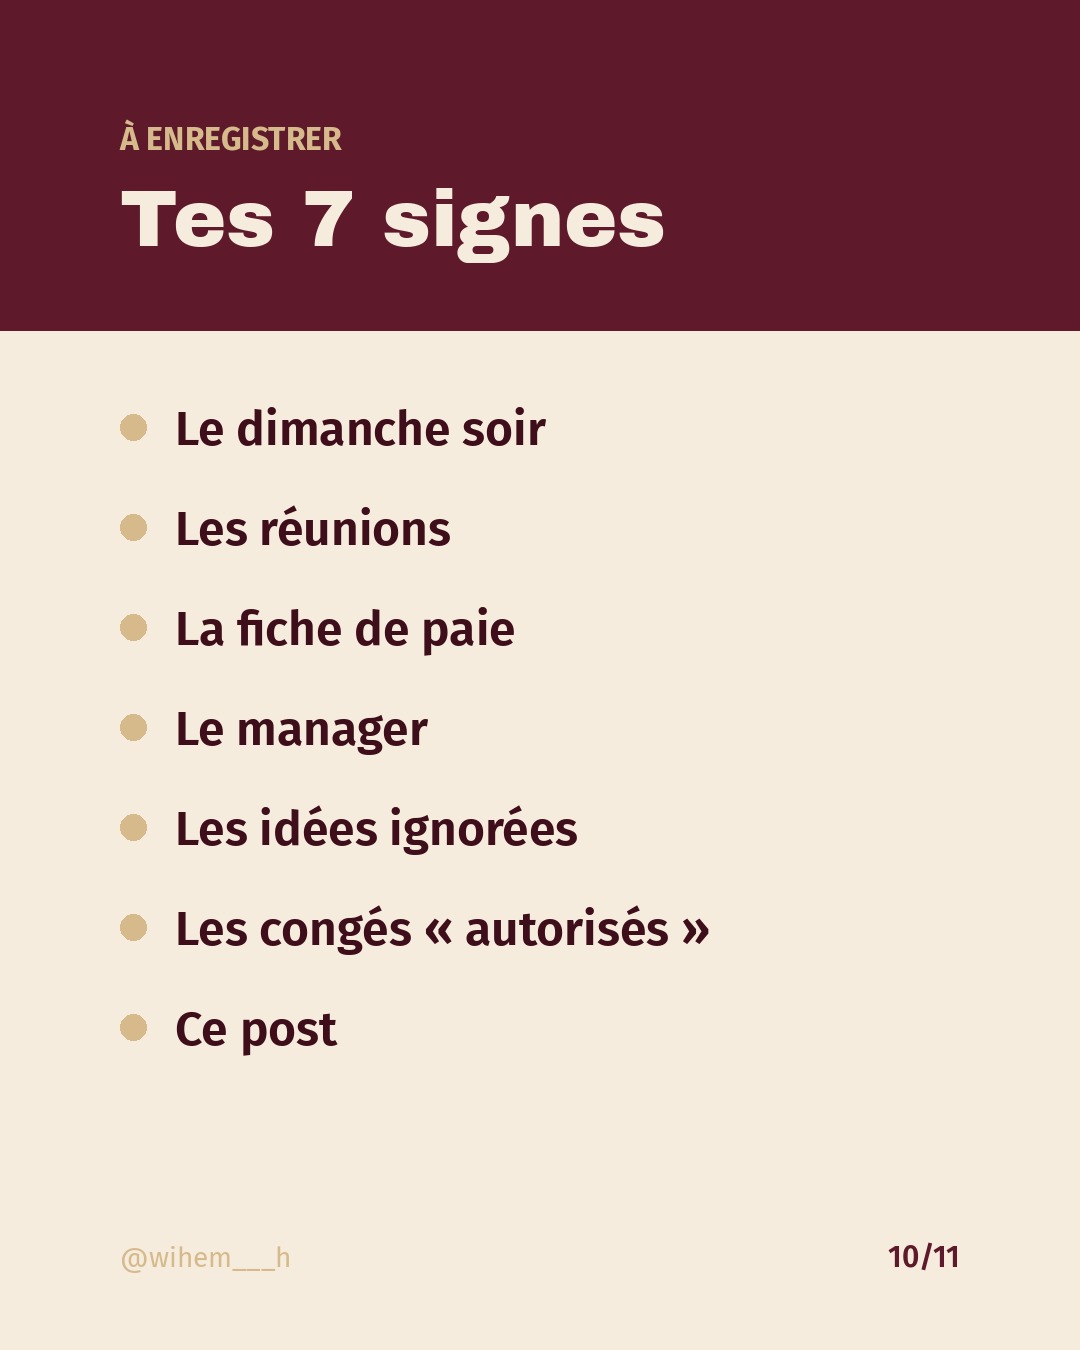 À ENREGISTRER
Tes 7 signes
Le dimanche soir
Les réunions
La fiche de paie
Le manager
Les idées ignorées
Les congés « autorisés »
Ce post
@wihem___h
10/11